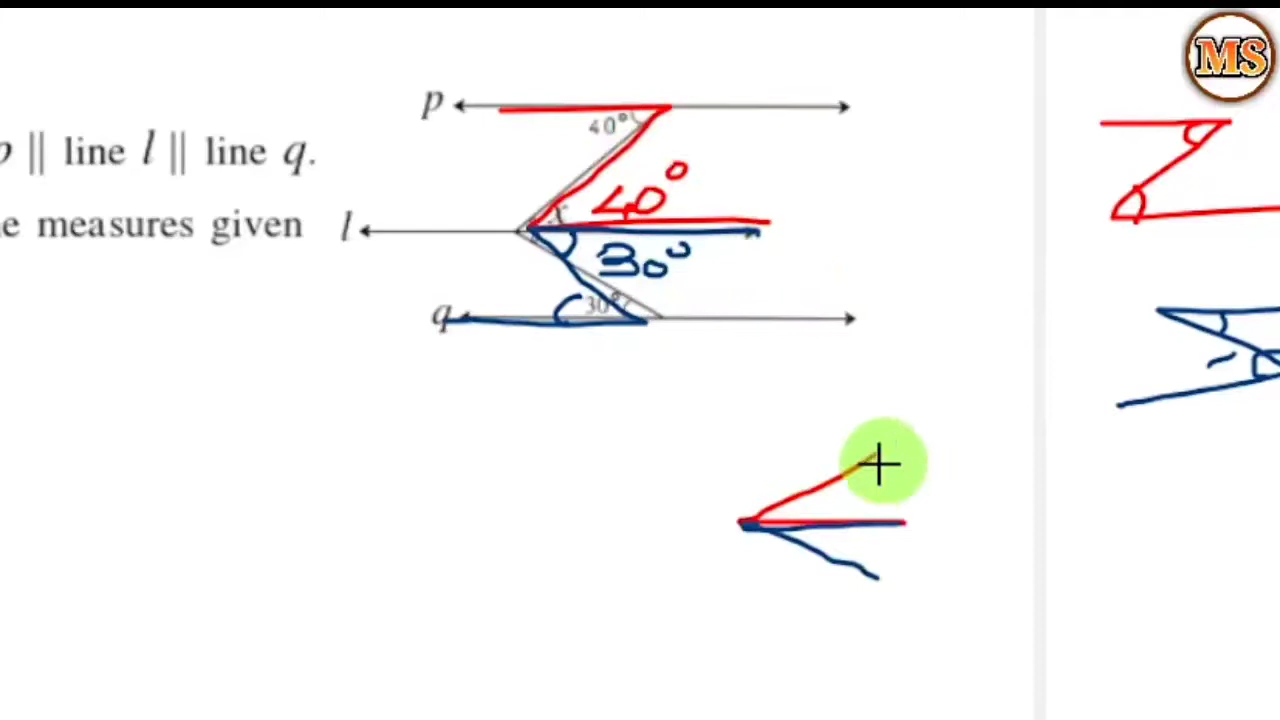 MS
p
40°
p || line l || line q.
x 40°
e measures given l
30°
q 30°